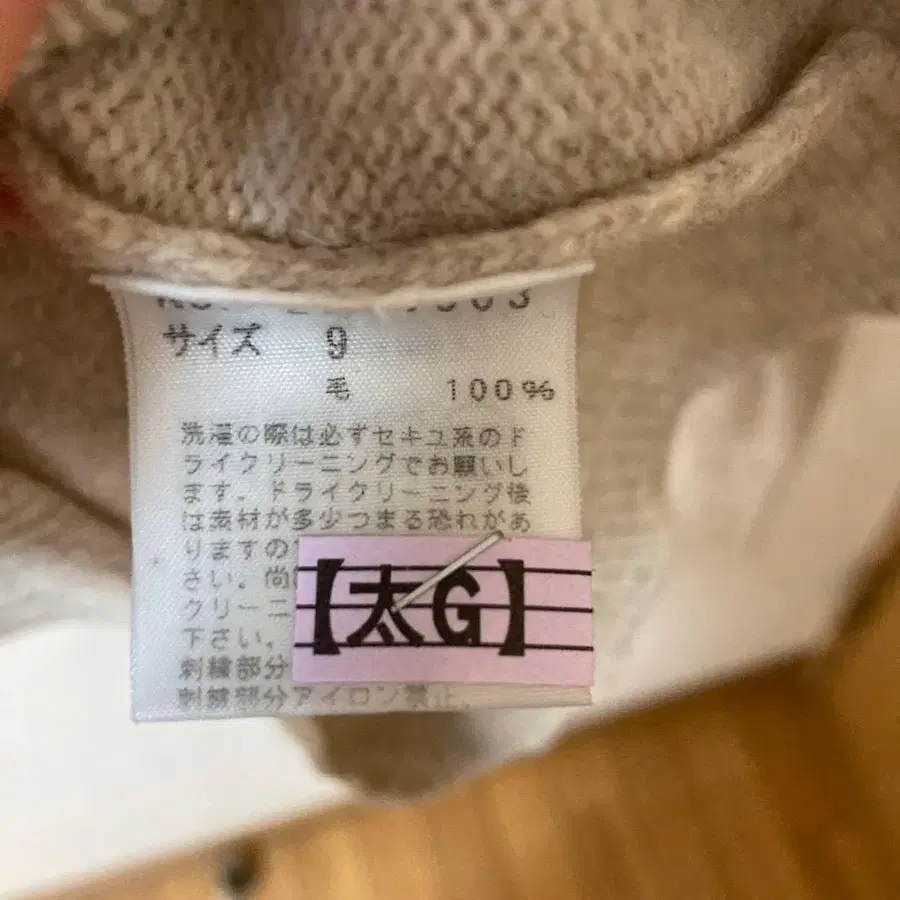 サイズ 9
毛 100%
洗濯の際は必ずセキユ系のド
ライクリーニングでお願いし
ます。ドライクリーニング後
は素材が多少つまる恐れがあ
りますの
さい。尚
クリーニ
下さい。
刺繍部分
刺繍部分アイロン禁止。
【太G】